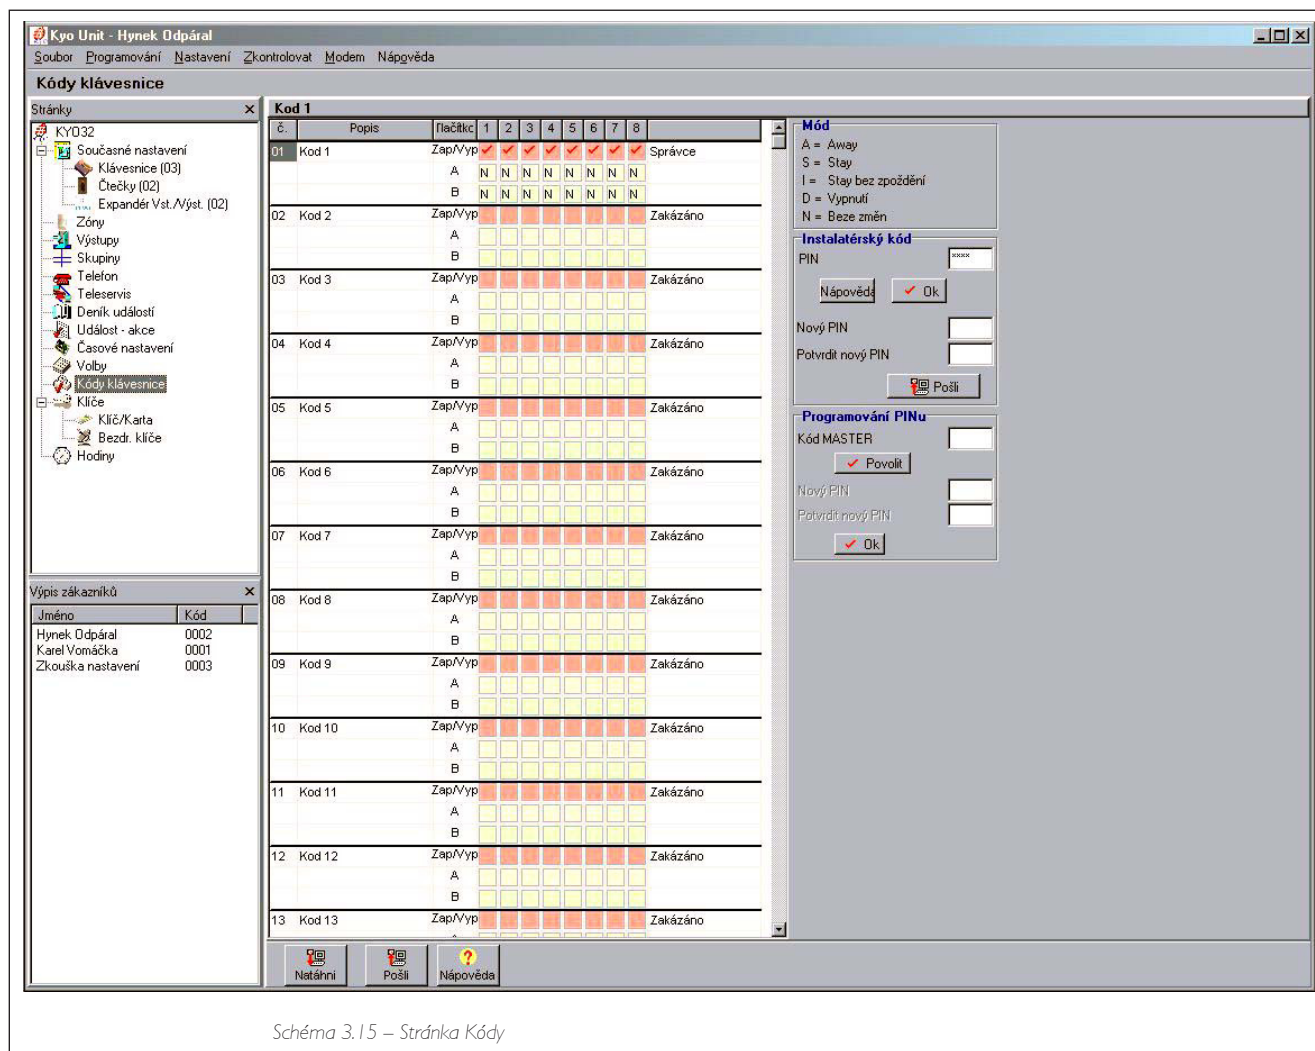 Kyo Unit - Hynek Odpáral
Soubor Programování Nastavení Zkontrolovat Modem Nápověda
Kódy klávesnice
Stránky
KYO32
Současné nastavení
Klávesnice (03)
Čtečky (02)
Expandér Vst./Výst. (02)
Zóny
Výstupy
Skupiny
Telefon
Teleservis
Deník událostí
Událost - akce
Časové nastavení
Volby
Kódy klávesnice
Klíče
Klíč/Karta
Bezdr. klíče
Hodiny
Výpis zákazníků
Jméno Kód
Hynek Odpáral 0002
Karel Vomáčka 0001
Zkouška nastavení 0003
Kod 1
č. Popis Tlačítkc 1 2 3 4 5 6 7 8
01 Kod 1 Zap/Vyp Správce
A N N N N N N N N
B N N N N N N N N
02 Kod 2 Zap/Vyp Zakázáno
A
B
03 Kod 3 Zap/Vyp Zakázáno
A
B
04 Kod 4 Zap/Vyp Zakázáno
A
B
05 Kod 5 Zap/Vyp Zakázáno
A
B
06 Kod 6 Zap/Vyp Zakázáno
A
B
07 Kod 7 Zap/Vyp Zakázáno
A
B
08 Kod 8 Zap/Vyp Zakázáno
A
B
09 Kod 9 Zap/Vyp Zakázáno
A
B
10 Kod 10 Zap/Vyp Zakázáno
A
B
11 Kod 11 Zap/Vyp Zakázáno
A
B
12 Kod 12 Zap/Vyp Zakázáno
A
B
13 Kod 13 Zap/Vyp Zakázáno
Mód
A = Away
S = Stay
I = Stay bez zpoždění
D = Vypnutí
N = Beze změn
Instalatérský kód
PIN ****
Nápověda Ok
Nový PIN
Potvrdit nový PIN
Pošli
Programování PINu
Kód MASTER
Povolit
Nový PIN
Potvrdit nový PIN
Ok
Natáhni Pošli Nápověda
Schéma 3.15 – Stránka Kódy